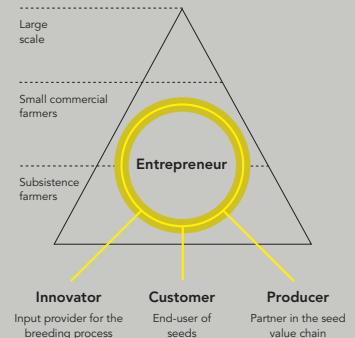 Large
scale
Small commercial
farmers
Entrepreneur
Subsistence
farmers
Innovator
Input provider for the
breeding process
Customer
End-user of
seeds
Producer
Partner in the seed
value chain